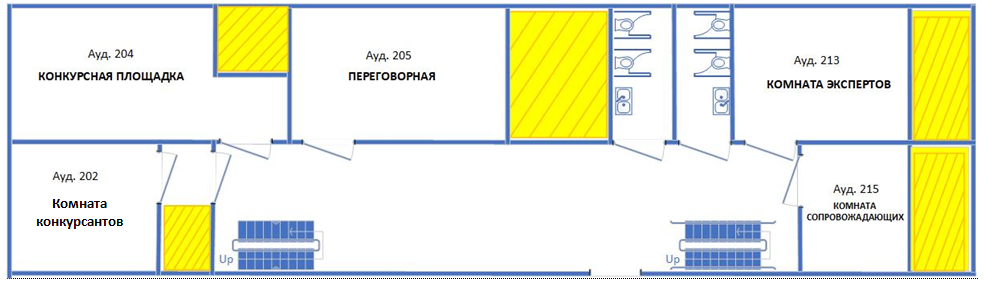 Ауд. 204
КОНКУРСНАЯ ПЛОЩАДКА
Ауд. 205
ПЕРЕГОВОРНАЯ
Ауд. 213
КОМНАТА ЭКСПЕРТОВ
Ауд. 202
Комната
конкурсантов
Ауд. 215
КОМНАТА
СОПРОВОЖАДАЮЩИХ
Up
Up